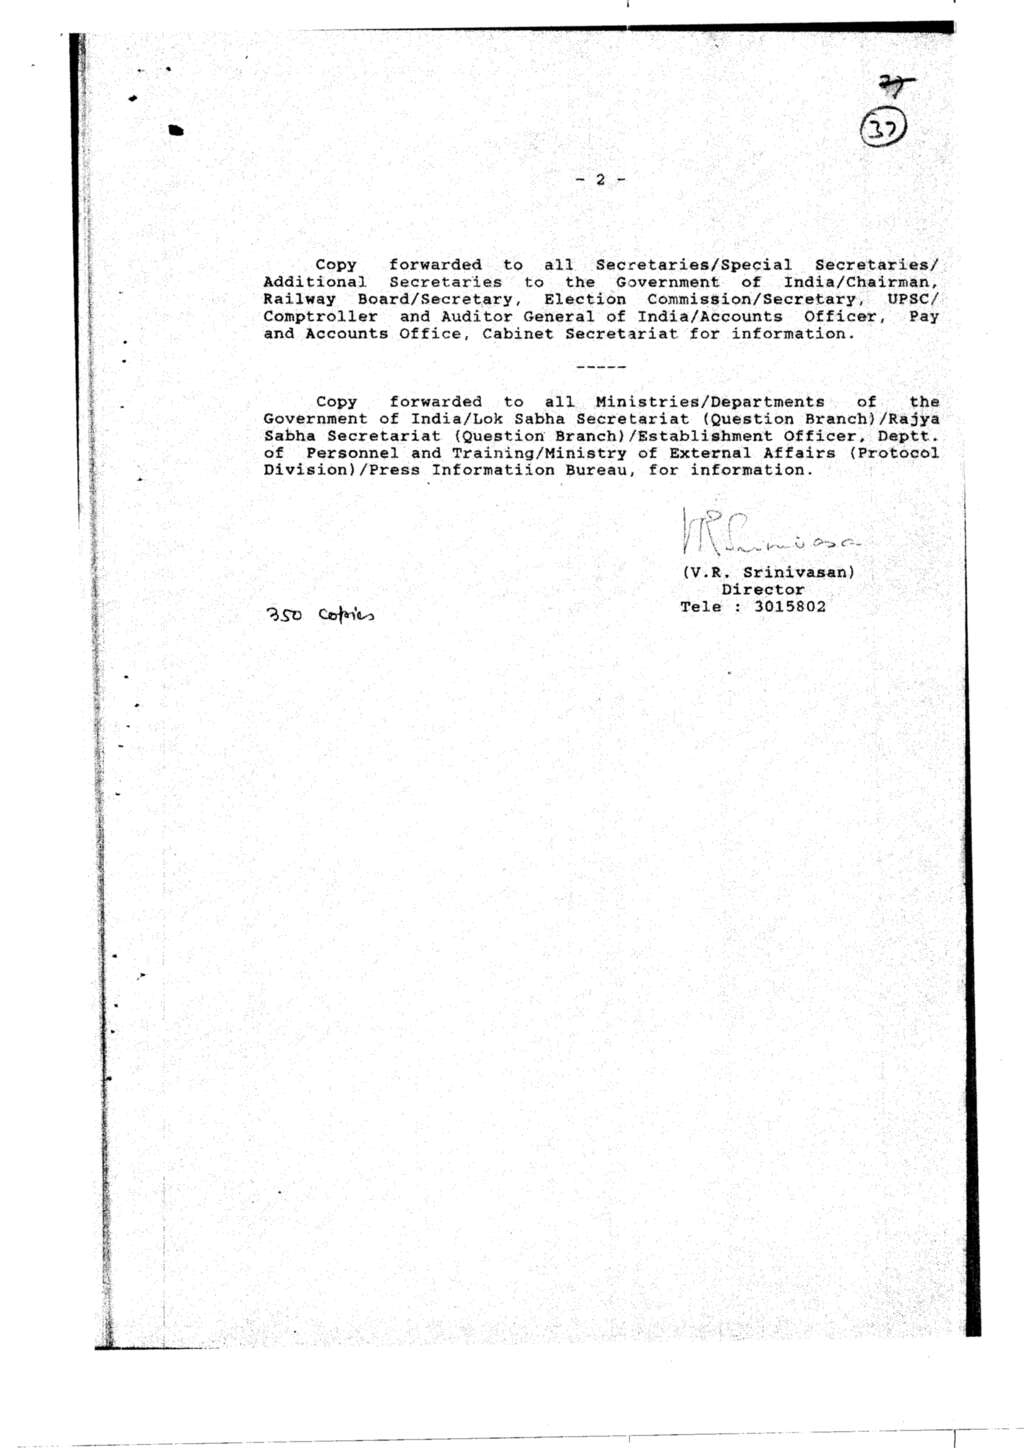 37
- 2 -
Copy forwarded to all Secretaries/Special Secretaries/
Additional Secretaries to the Government of India/Chairman,
Railway Board/Secretary, Election Commission/Secretary, UPSC/
Comptroller and Auditor General of India/Accounts Officer, Pay
and Accounts Office, Cabinet Secretariat for information.
-----
Copy forwarded to all Ministries/Departments of the
Government of India/Lok Sabha Secretariat (Question Branch)/Rajya
Sabha Secretariat (Question Branch)/Establishment Officer, Deptt.
of Personnel and Training/Ministry of External Affairs (Protocol
Division)/Press Informatiion Bureau, for information.
(V.R. Srinivasan)
Director
Tele : 3015802
350 copies